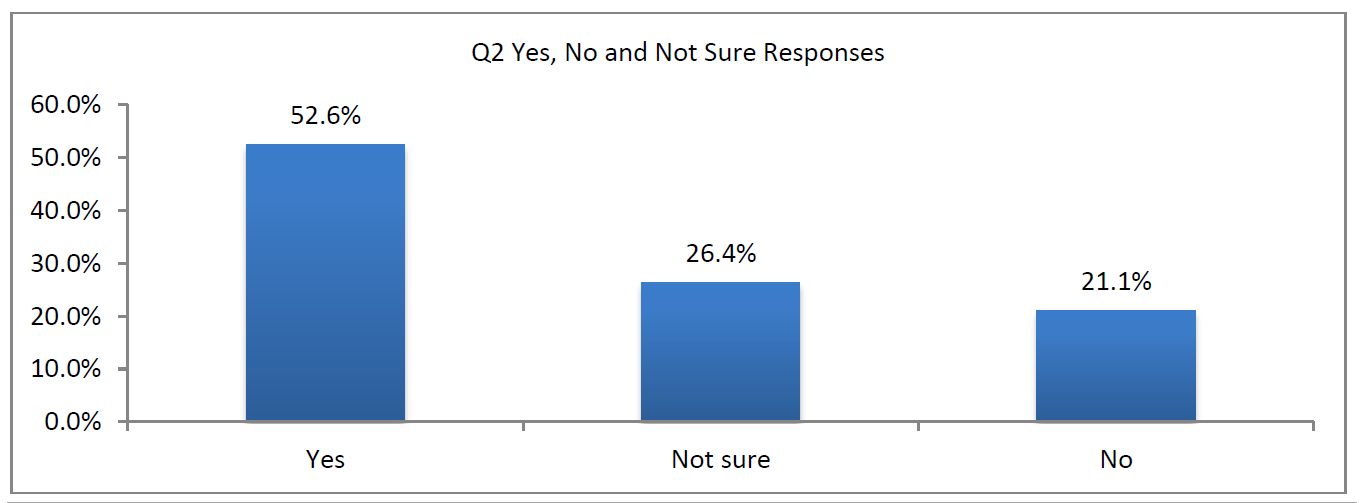 Q2 Yes, No and Not Sure Responses
60.0%
50.0%
40.0%
30.0%
20.0%
10.0%
0.0%
52.6%
26.4%
21.1%
Yes
Not sure
No